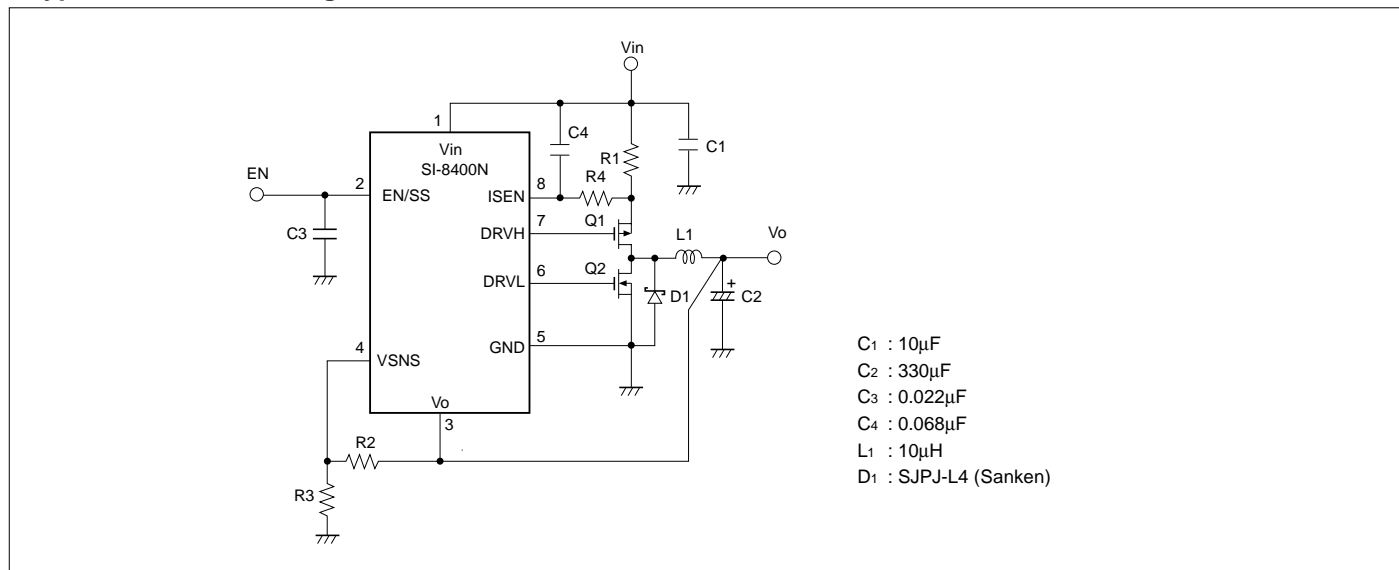 Vin
1
C4
C1
Vin
SI-8400N
R1
EN
2
EN/SS
ISEN
8
R4
C3
DRVH
7
Q1
L1
Vo
DRVL
6
Q2
D1
+
C2
4
VSNS
GND
5
Vo
3
R2
R3
C1 : 10μF
C2 : 330μF
C3 : 0.022μF
C4 : 0.068μF
L1 : 10μH
D1 : SJPJ-L4 (Sanken)